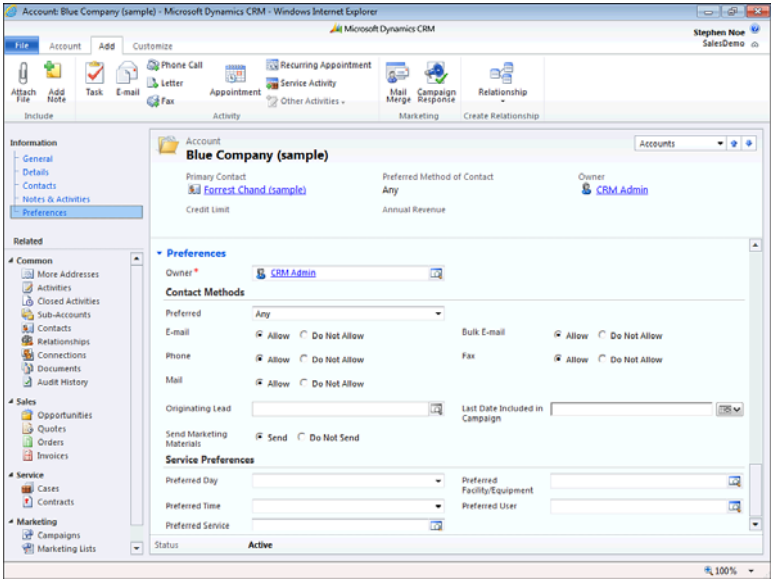 Account: Blue Company (sample) - Microsoft Dynamics CRM - Windows Internet Explorer
Microsoft Dynamics CRM
Stephen Noe
SalesDemo
File Account Add Customize
Attach File
Add Note
Include
Task
E-mail
Phone Call
Letter
Fax
Appointment
Recurring Appointment
Service Activity
Other Activities
Activity
Mail Merge
Campaign Response
Marketing
Relationship
Create Relationship
Information
General
Details
Contacts
Notes & Activities
Preferences
Related
Common
More Addresses
Activities
Closed Activities
Sub-Accounts
Contacts
Relationships
Connections
Documents
Audit History
Sales
Opportunities
Quotes
Orders
Invoices
Service
Cases
Contracts
Marketing
Campaigns
Marketing Lists
Account
Blue Company (sample)
Accounts
Primary Contact
Forrest Chand (sample)
Preferred Method of Contact
Any
Owner
CRM Admin
Credit Limit
Annual Revenue
Preferences
Owner* CRM Admin
Contact Methods
Preferred Any
E-mail Allow Do Not Allow
Bulk E-mail Allow Do Not Allow
Phone Allow Do Not Allow
Fax Allow Do Not Allow
Mail Allow Do Not Allow
Originating Lead
Last Date Included in
Campaign
Send Marketing
Materials
Send Do Not Send
Service Preferences
Preferred Day
Preferred
Facility/Equipment
Preferred Time
Preferred User
Preferred Service
Status Active
100%